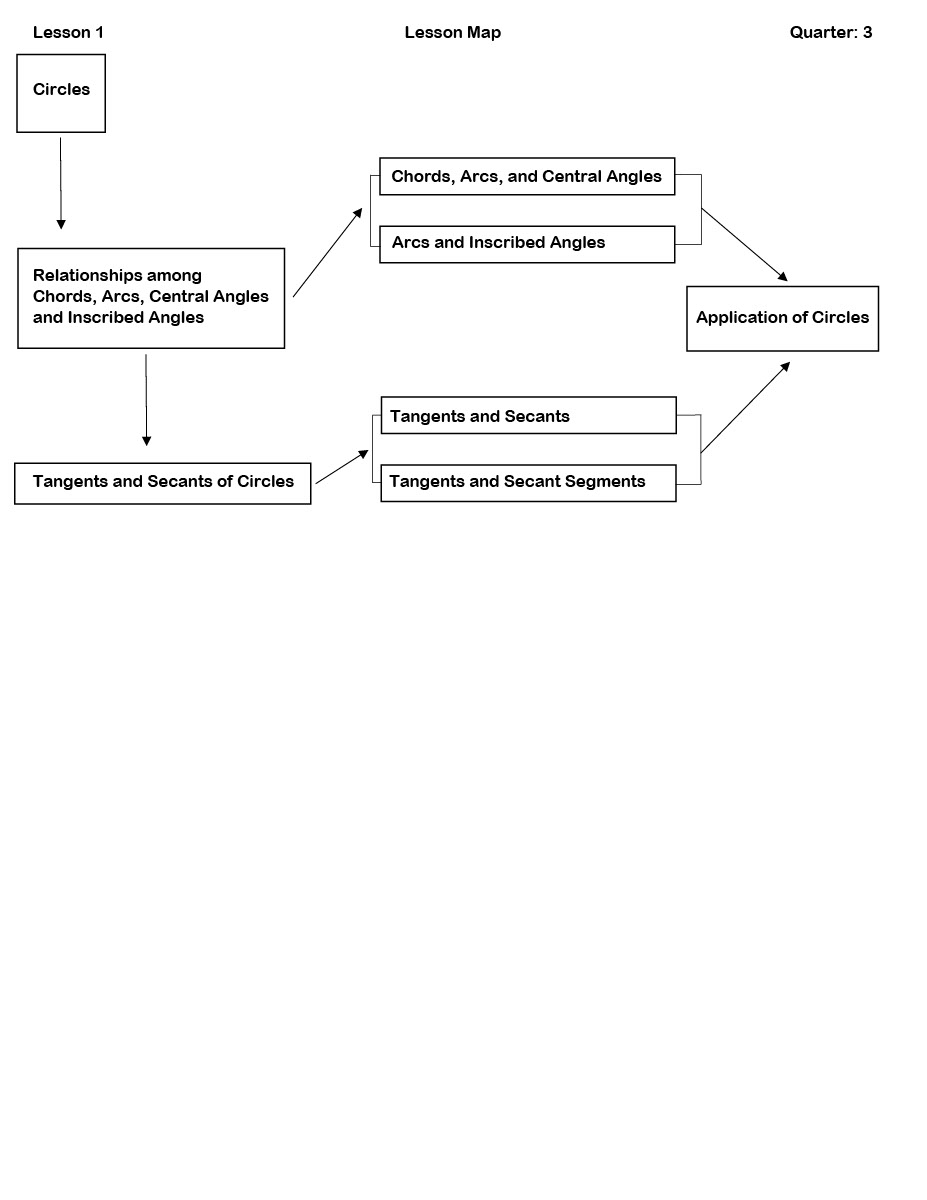 Lesson 1
Lesson Map
Quarter: 3
Circles
Relationships among
Chords, Arcs, Central Angles
and Inscribed Angles
Chords, Arcs, and Central Angles
Arcs and Inscribed Angles
Application of Circles
Tangents and Secants of Circles
Tangents and Secants
Tangents and Secant Segments